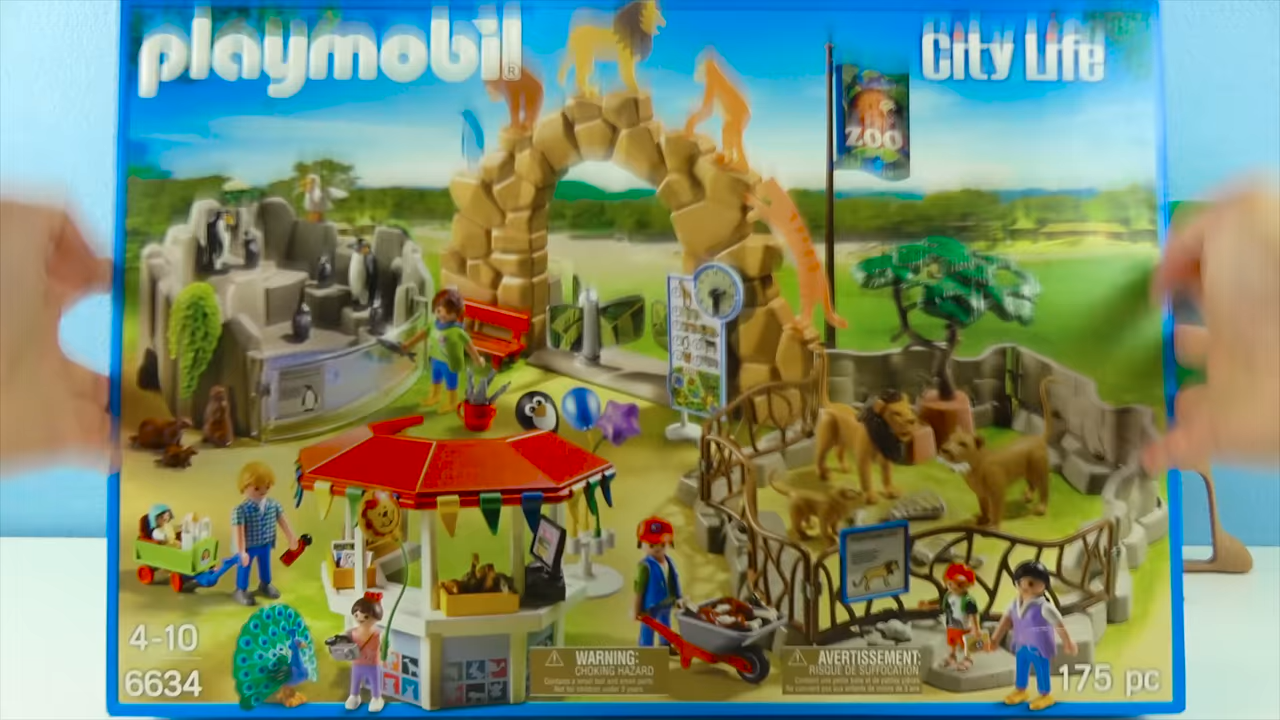 playmobil®
City Life
ZOO
4-10
6634
WARNING:
CHOKING HAZARD
AVERTISSEMENT:
RISQUE DE SUFFOCATION
175 pc